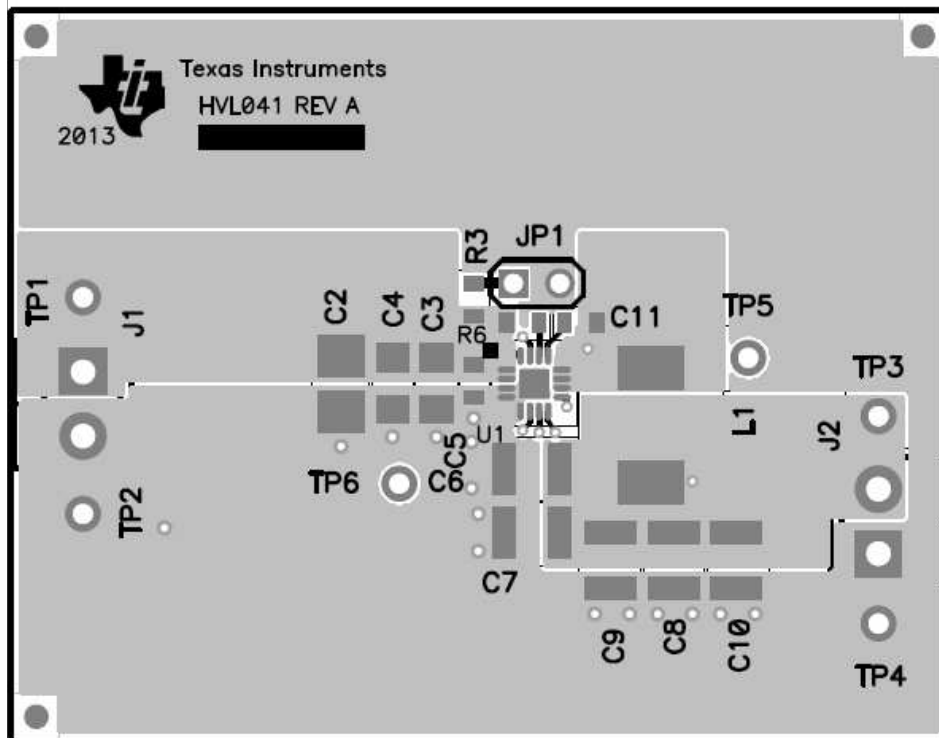 Texas Instruments
HVL041 REV A
2013
R3
JP1
TP1
J1
C2
C4
C3
R6
C11
TP5
TP3
L1
J2
U1
C5
TP6
C6
TP2
C7
C9
C8
C10
TP4